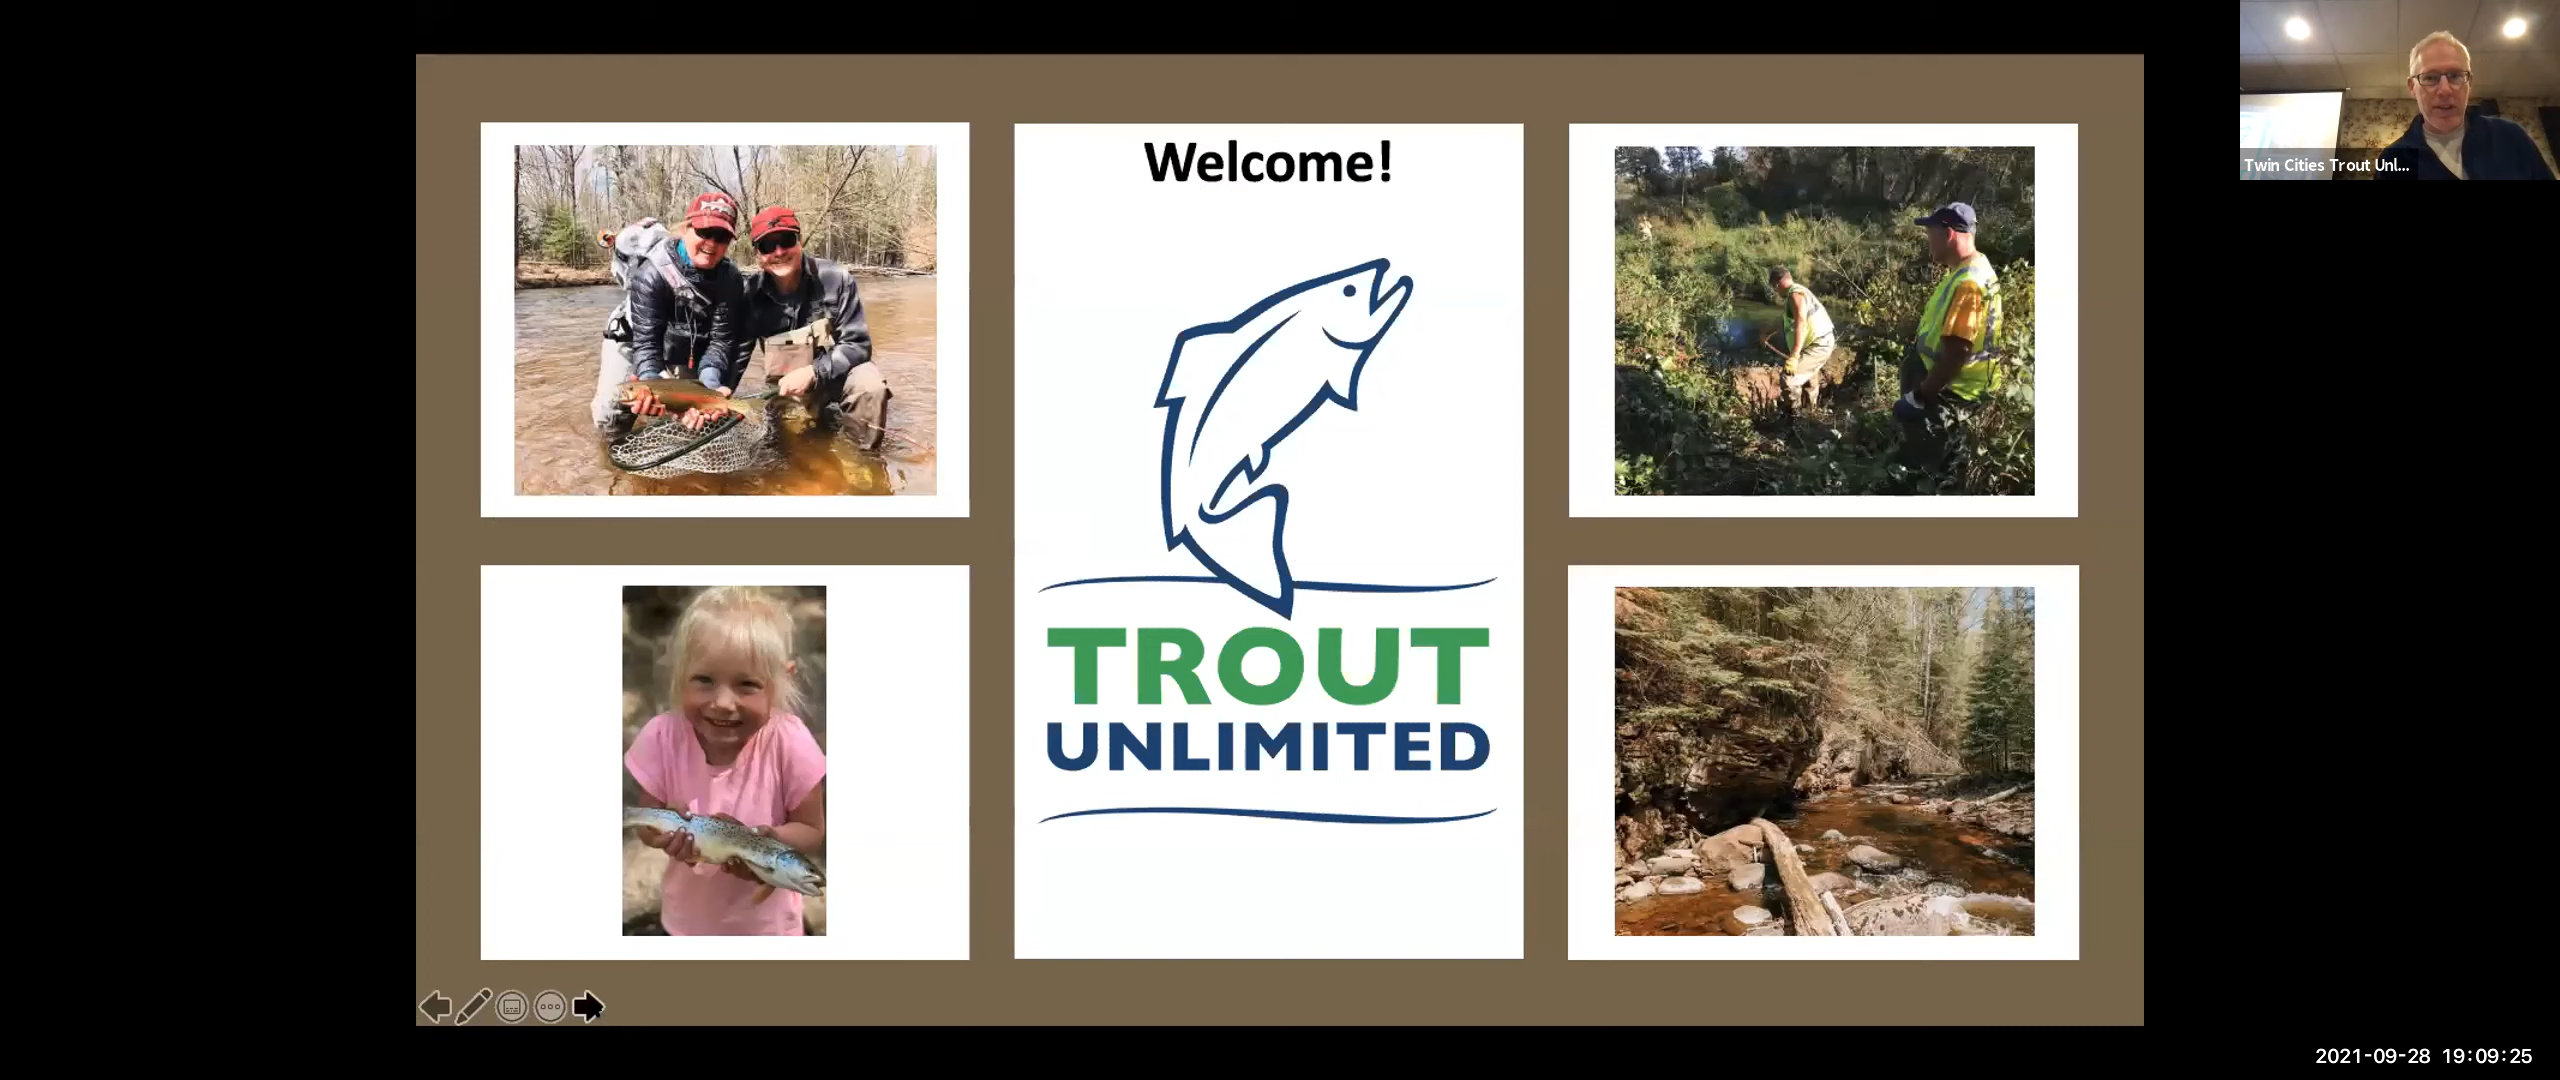 Welcome!
TROUT
UNLIMITED
Twin Cities Trout Unl...
2021-09-28 19:09:25